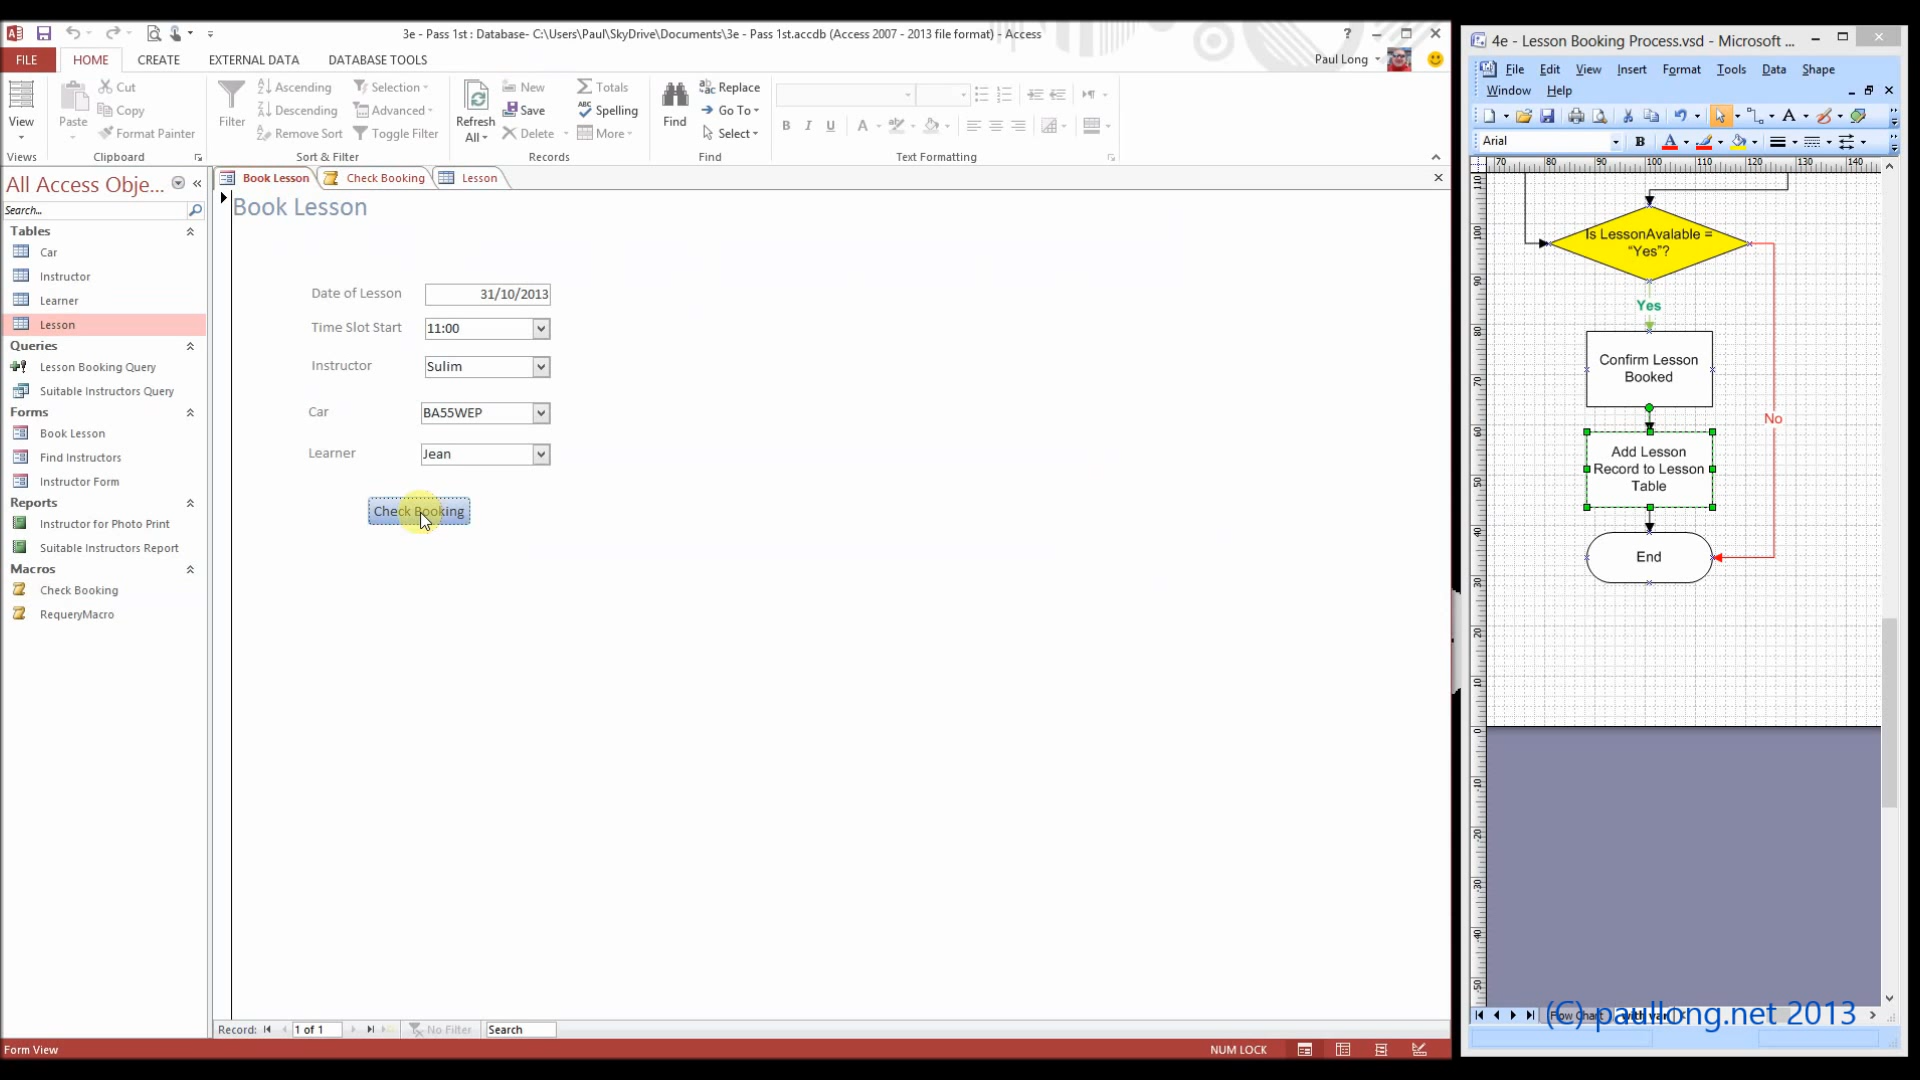 3e - Pass 1st : Database- C:\Users\Paul\SkyDrive\Documents\3e - Pass 1st.accdb (Access 2007 - 2013 file format) - Access
FILE
HOME
CREATE
EXTERNAL DATA
DATABASE TOOLS
Paul Long
View
Views
Paste
Cut
Copy
Format Painter
Clipboard
Filter
Ascending
Descending
Remove Sort
Selection
Advanced
Toggle Filter
Sort & Filter
Refresh
All
New
Save
Delete
Totals
Spelling
More
Records
Find
Replace
Go To
Select
Find
Text Formatting
All Access Obje...
Search...
Tables
Car
Instructor
Learner
Lesson
Queries
Lesson Booking Query
Suitable Instructors Query
Forms
Book Lesson
Find Instructors
Instructor Form
Reports
Instructor for Photo Print
Suitable Instructors Report
Macros
Check Booking
RequeryMacro
Book Lesson
Check Booking
Lesson
Book Lesson
Date of Lesson
31/10/2013
Time Slot Start
11:00
Instructor
Sulim
Car
BA55WEP
Learner
Jean
Check Booking
Record:
1 of 1
No Filter
Search
Form View
NUM LOCK
4e - Lesson Booking Process.vsd - Microsoft ...
File
Edit
View
Insert
Format
Tools
Data
Shape
Window
Help
Arial
70 80 90 100 110 120 130 140
Is LessonAvalable =
“Yes”?
Yes
Confirm Lesson
Booked
No
Add Lesson
Record to Lesson
Table
End
(C) paullong.net 2013